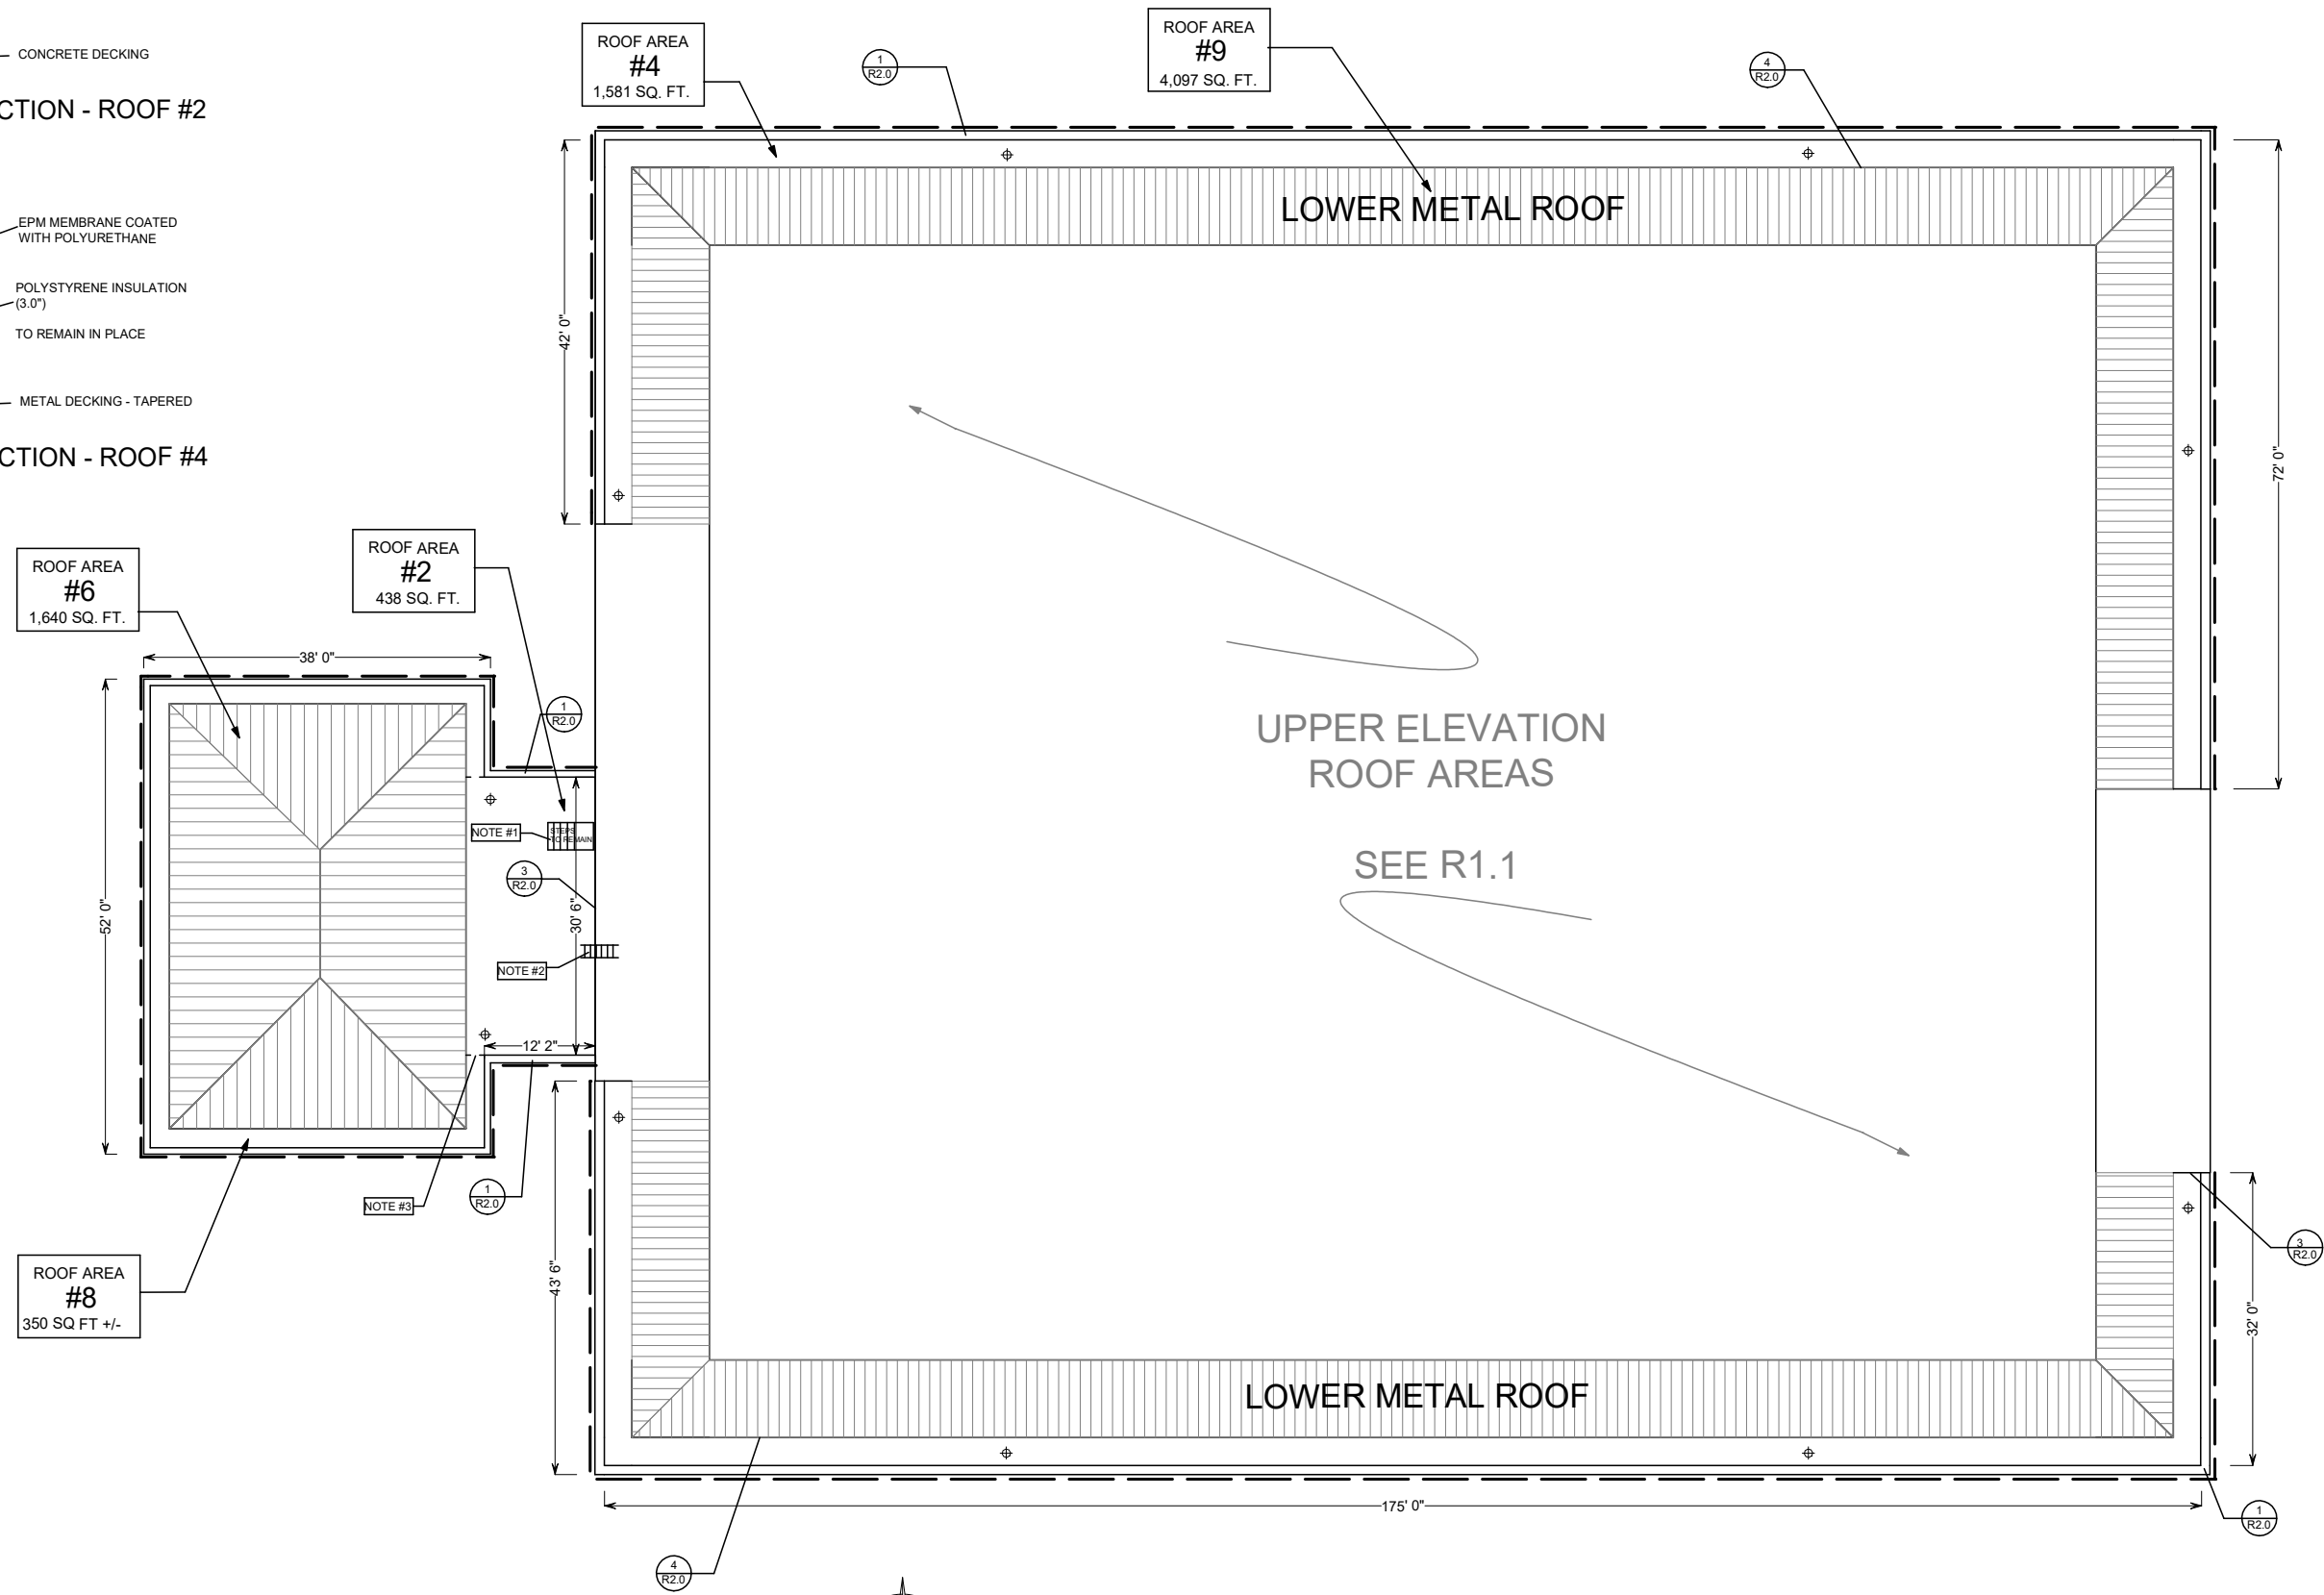 CONCRETE DECKING
CTION - ROOF #2
EPM MEMBRANE COATED
WITH POLYURETHANE
POLYSTYRENE INSULATION
(3.0")
TO REMAIN IN PLACE
METAL DECKING - TAPERED
CTION - ROOF #4
ROOF AREA
#4
1,581 SQ. FT.
1
R2.0
ROOF AREA
#9
4,097 SQ. FT.
4
R2.0
LOWER METAL ROOF
42' 0"
72' 0"
ROOF AREA
#6
1,640 SQ. FT.
ROOF AREA
#2
438 SQ. FT.
38' 0"
1
R2.0
UPPER ELEVATION
ROOF AREAS
SEE R1.1
NOTE #1
STEPS
TO REMAIN
3
R2.0
52' 0"
30' 6"
NOTE #2
12' 2"
NOTE #3
1
R2.0
ROOF AREA
#8
350 SQ FT +/-
43' 6"
3
R2.0
32' 0"
LOWER METAL ROOF
175' 0"
1
R2.0
4
R2.0